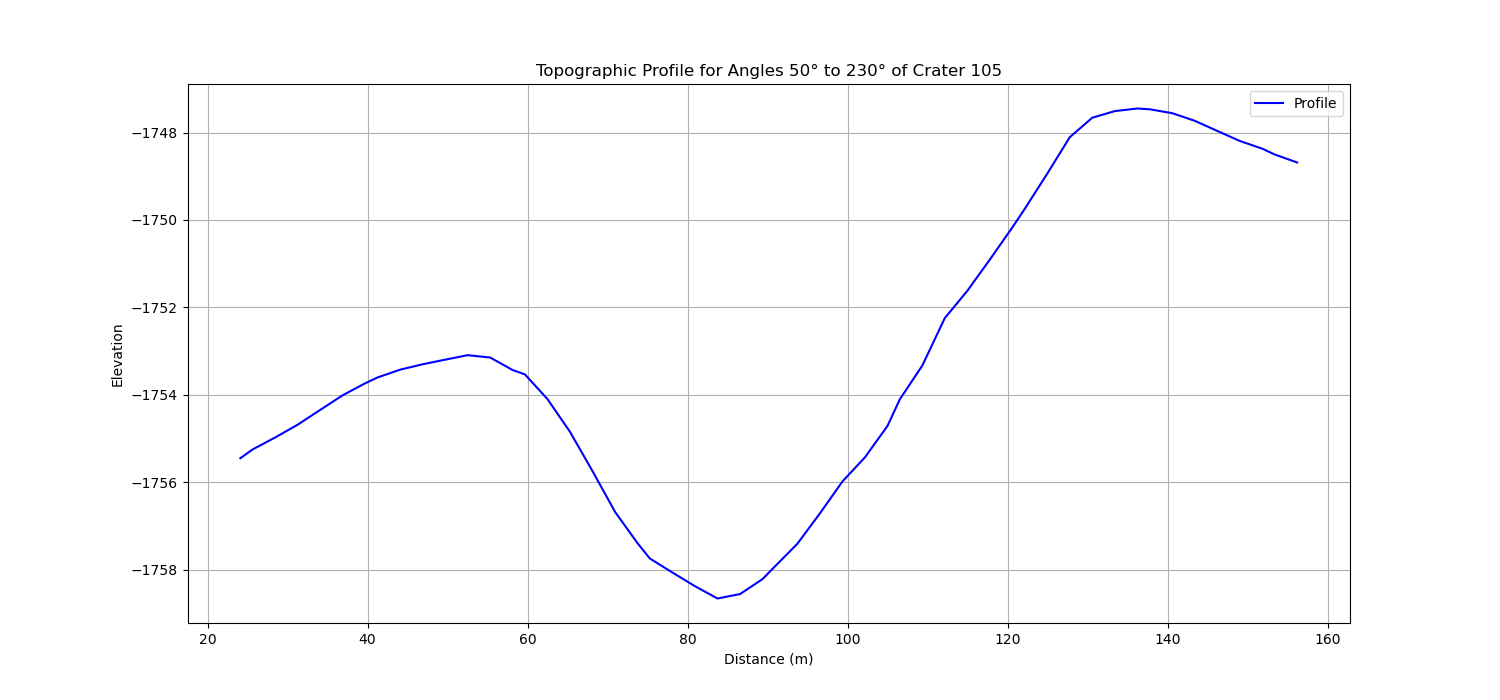 Topographic Profile for Angles 50° to 230° of Crater 105
Profile
Elevation
−1748
−1750
−1752
−1754
−1756
−1758
20 40 60 80 100 120 140 160
Distance (m)